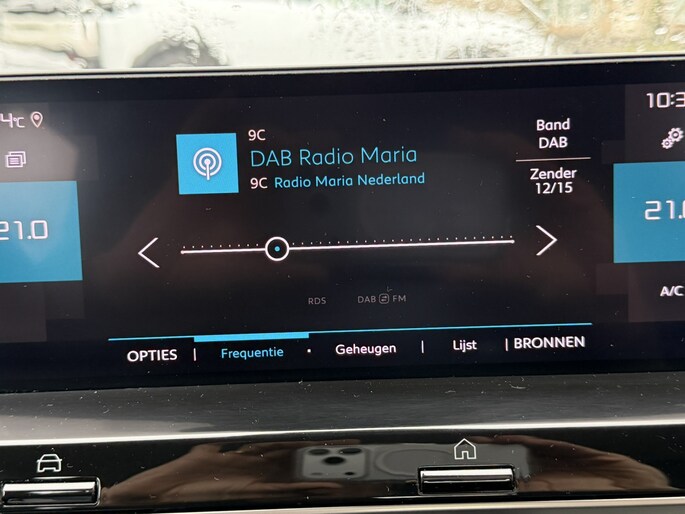 4°C
10:3
9C
DAB Radio Maria
9C Radio Maria Nederland
Band
DAB
Zender
12/15
21.0
21.0
RDS
DAB FM
A/C
OPTIES | Frequentie · Geheugen | Lijst | BRONNEN